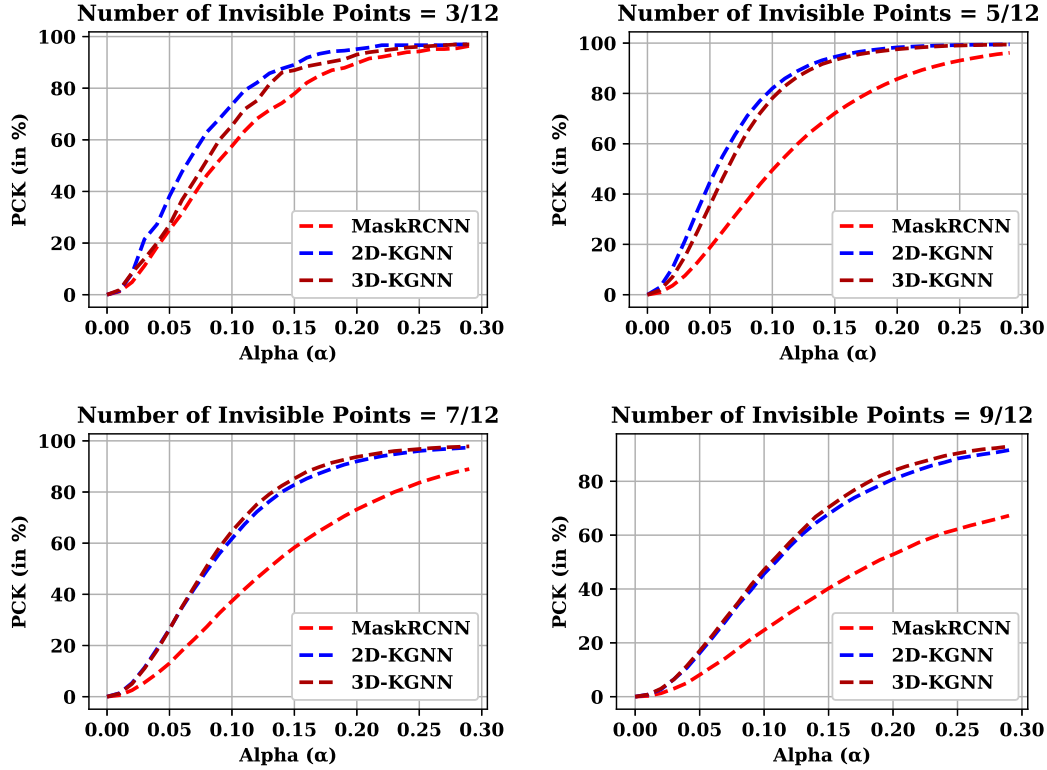 Number of Invisible Points = 3/12
PCK (in %)
100
80
60
40
20
0
MaskRCNN
2D-KGNN
3D-KGNN
0.00 0.05 0.10 0.15 0.20 0.25 0.30
Alpha (α)
Number of Invisible Points = 5/12
PCK (in %)
100
80
60
40
20
0
MaskRCNN
2D-KGNN
3D-KGNN
0.00 0.05 0.10 0.15 0.20 0.25 0.30
Alpha (α)
Number of Invisible Points = 7/12
PCK (in %)
100
80
60
40
20
0
MaskRCNN
2D-KGNN
3D-KGNN
0.00 0.05 0.10 0.15 0.20 0.25 0.30
Alpha (α)
Number of Invisible Points = 9/12
PCK (in %)
80
60
40
20
0
MaskRCNN
2D-KGNN
3D-KGNN
0.00 0.05 0.10 0.15 0.20 0.25 0.30
Alpha (α)